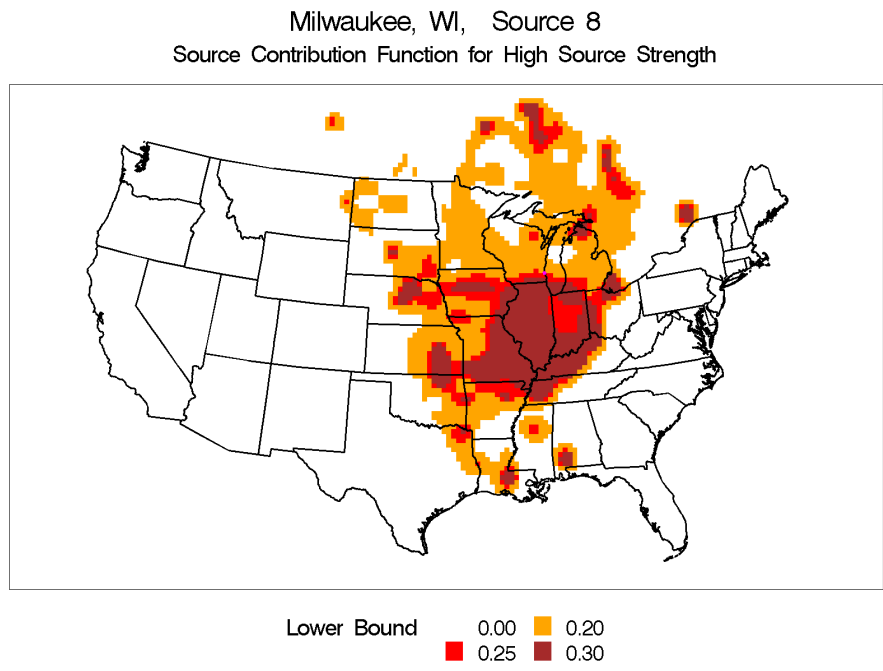 Milwaukee, WI, Source 8
Source Contribution Function for High Source Strength
Lower Bound 0.00 0.20
0.25 0.30